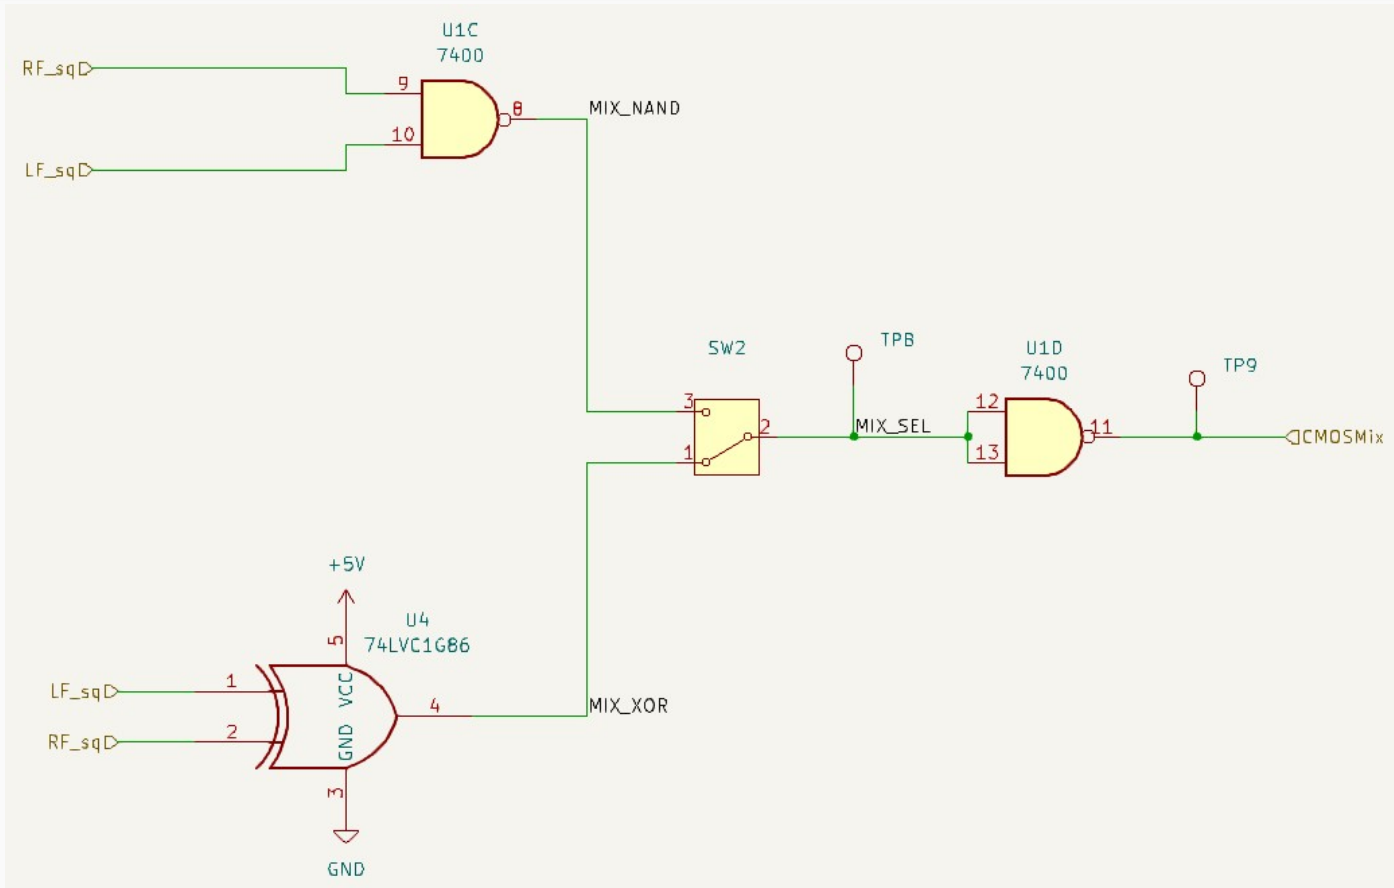 U1C
7400
RF_sq
9
8
MIX_NAND
10
LF_sq
SW2
TP8
U1D
7400
TP9
3
12
2
MIX_SEL
11
CMOSMix
1
13
+5V
U4
74LVC1G86
5
VCC
LF_sq
1
4
MIX_XOR
RF_sq
2
GND
3
GND